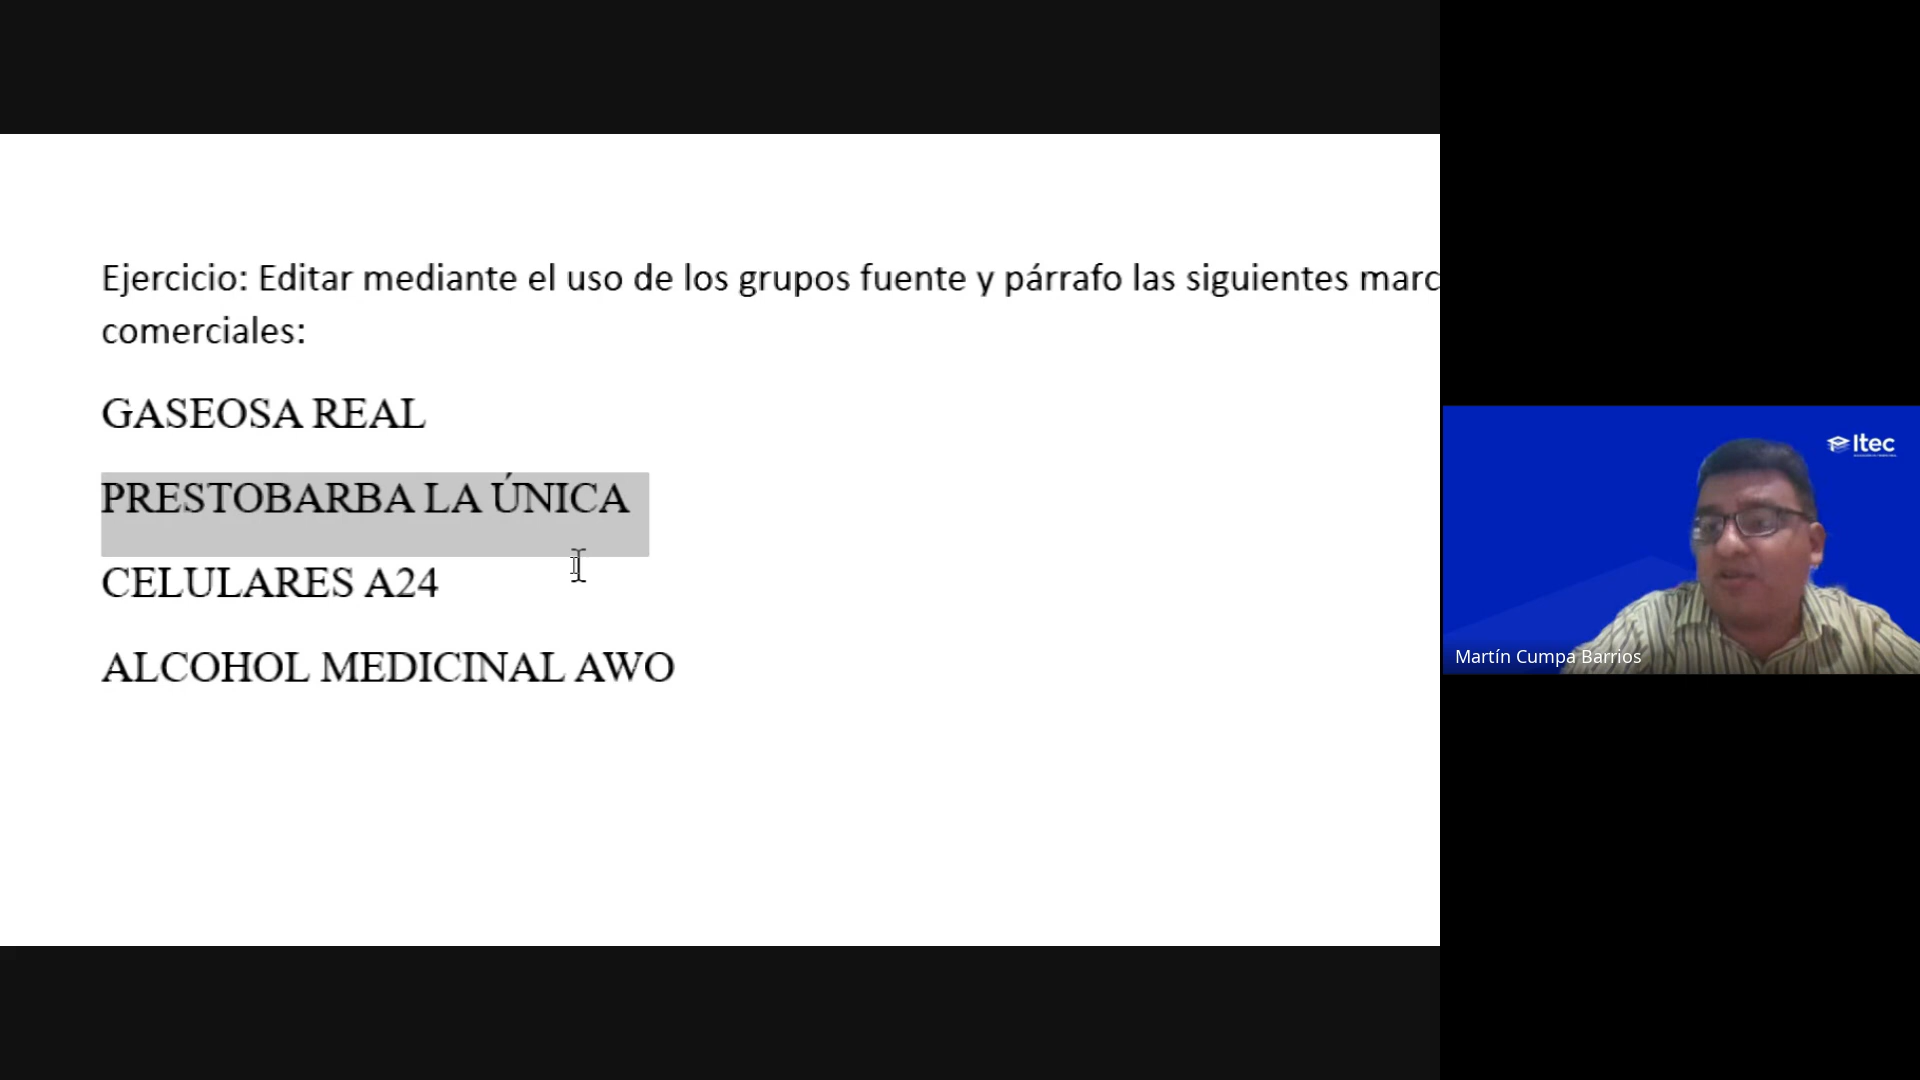 Ejercicio: Editar mediante el uso de los grupos fuente y párrafo las siguientes marc
comerciales:
GASEOSA REAL
PRESTOBARBA LA ÚNICA
CELULARES A24
ALCOHOL MEDICINAL AWO
Itec
Martín Cumpa Barrios